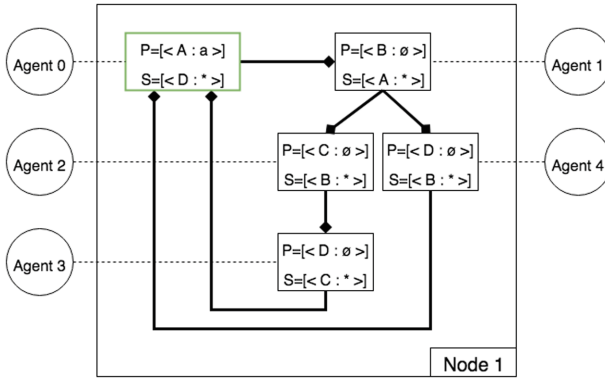 P=[< A : a >]
S=[< D : * >]
P=[< B : ø >]
S=[< A : * >]
Agent 0
Agent 1
P=[< C : ø >]
S=[< B : * >]
P=[< D : ø >]
S=[< B : * >]
Agent 2
Agent 4
P=[< D : ø >]
S=[< C : * >]
Agent 3
Node 1